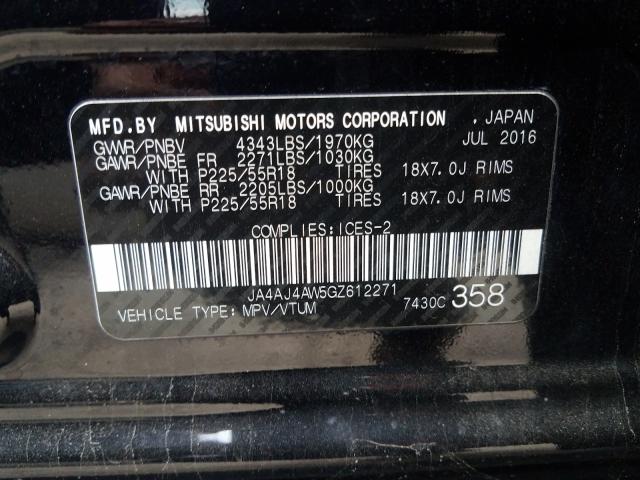 MFD.BY MITSUBISHI MOTORS CORPORATION , JAPAN
GVWR/PNBV 4343LBS/1970KG JUL 2016
GAWR/PNBE FR 2271LBS/1030KG
WITH P225/55R18 TIRES 18X7.0J RIMS
GAWR/PNBE RR 2205LBS/1000KG
WITH P225/55R18 TIRES 18X7.0J RIMS
COMPLIES:ICES-2
JA4AJ4AW5GZ612271
VEHICLE TYPE:MPV/VTUM 7430C 358